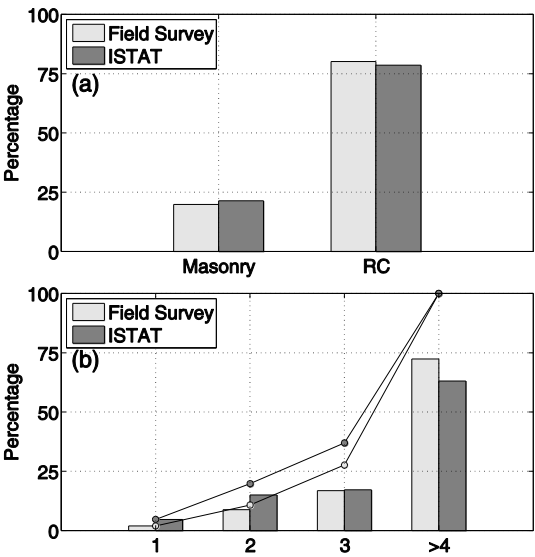 100
75
50
25
0
Percentage
Field Survey
ISTAT
(a)
Masonry RC
100
75
50
25
0
Percentage
Field Survey
ISTAT
(b)
1 2 3 >4